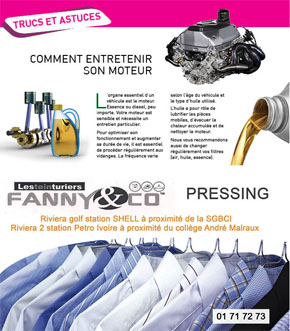 TRUCS ET ASTUCES
COMMENT ENTRETENIR
SON MOTEUR
L'organe essentiel d'un
véhicule est le moteur.
Essence ou diesel, peu
importe. Votre moteur est
sensible et nécessite un
entretien particulier.
Pour optimiser son
fonctionnement et augmenter
sa durée de vie, il est essentiel
de procéder régulièrement aux
vidanges. La fréquence varie
selon l'âge du véhicule et
le type d'huile utilisé.
L'huile a pour rôle de
lubrifier les pièces
mobiles, d'évacuer la
chaleur accumulée et de
nettoyer le moteur.
Nous vous recommandons
aussi de changer
régulièrement vos filtres
(air, huile, essence).
Lesteinturiers
FANNY&CO
PRESSING
Riviera golf station SHELL à proximité de la SGBCI
Riviera 2 station Petro Ivoire à proximité du collège André Malraux
01 71 72 73